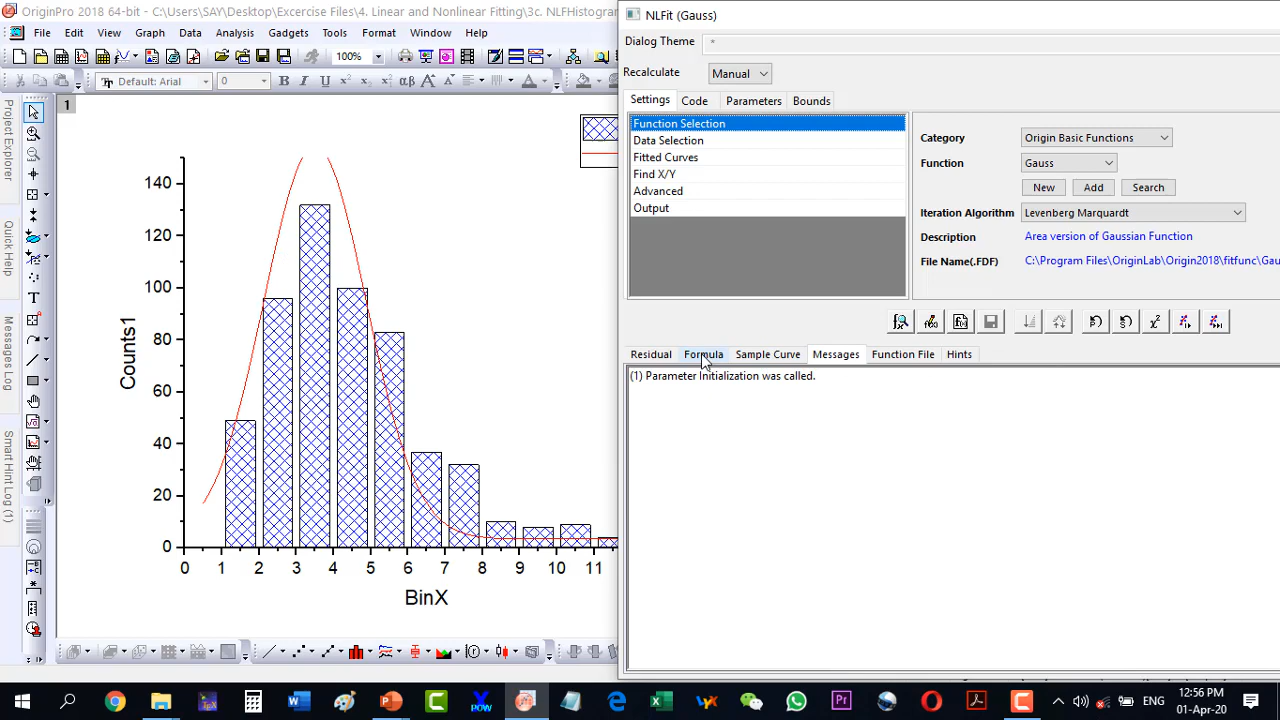 OriginPro 2018 64-bit - C:\Users\SAY\Desktop\Excercise Files\4. Linear and Nonlinear Fitting\3c. NLFHistogram
File Edit View Graph Data Analysis Gadgets Tools Format Window Help
100%
Default: Arial 0 B I U
Project Explorer
Quick Help
Messages Log
Smart Hint Log (1)
1
140
120
100
80
60
40
20
0
Counts1
0 1 2 3 4 5 6 7 8 9 10 11
BinX
NLFit (Gauss)
Dialog Theme *
Recalculate Manual
Settings Code Parameters Bounds
Function Selection
Data Selection
Fitted Curves
Find X/Y
Advanced
Output
Category Origin Basic Functions
Function Gauss
New Add Search
Iteration Algorithm Levenberg Marquardt
Description Area version of Gaussian Function
File Name(.FDF) C:\Program Files\OriginLab\Origin2018\fitfunc\Gau
Residual Formula Sample Curve Messages Function File Hints
(1) Parameter Initialization was called.
ENG
12:56 PM
01-Apr-20